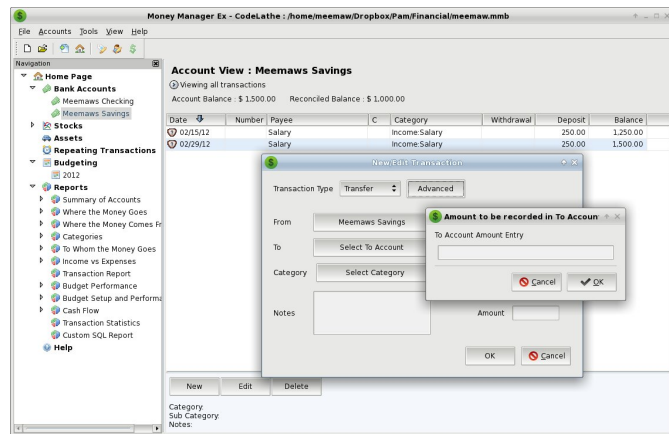 Money Manager Ex - CodeLathe : /home/meemaw/Dropbox/Pam/Financial/meemaw.mmb
File Accounts Tools View Help
Navigation
Home Page
Bank Accounts
Meemaws Checking
Meemaws Savings
Stocks
Assets
Repeating Transactions
Budgeting
2012
Reports
Summary of Accounts
Where the Money Goes
Where the Money Comes Fr
Categories
To Whom the Money Goes
Income vs Expenses
Transaction Report
Budget Performance
Budget Setup and Performa
Cash Flow
Transaction Statistics
Custom SQL Report
Help
Account View : Meemaws Savings
Viewing all transactions
Account Balance : $ 1,500.00 Reconciled Balance : $ 1,000.00
Date Number Payee C Category Withdrawal Deposit Balance
02/15/12 Salary Income:Salary 250.00 1,250.00
02/29/12 Salary Income:Salary 250.00 1,500.00
New/Edit Transaction
Transaction Type Transfer Advanced
From Meemaws Savings
To Select To Account
Category Select Category
Notes Amount
OK Cancel
Amount to be recorded in To Accoun
To Account Amount Entry
Cancel OK
New Edit Delete
Category:
Sub Category:
Notes: